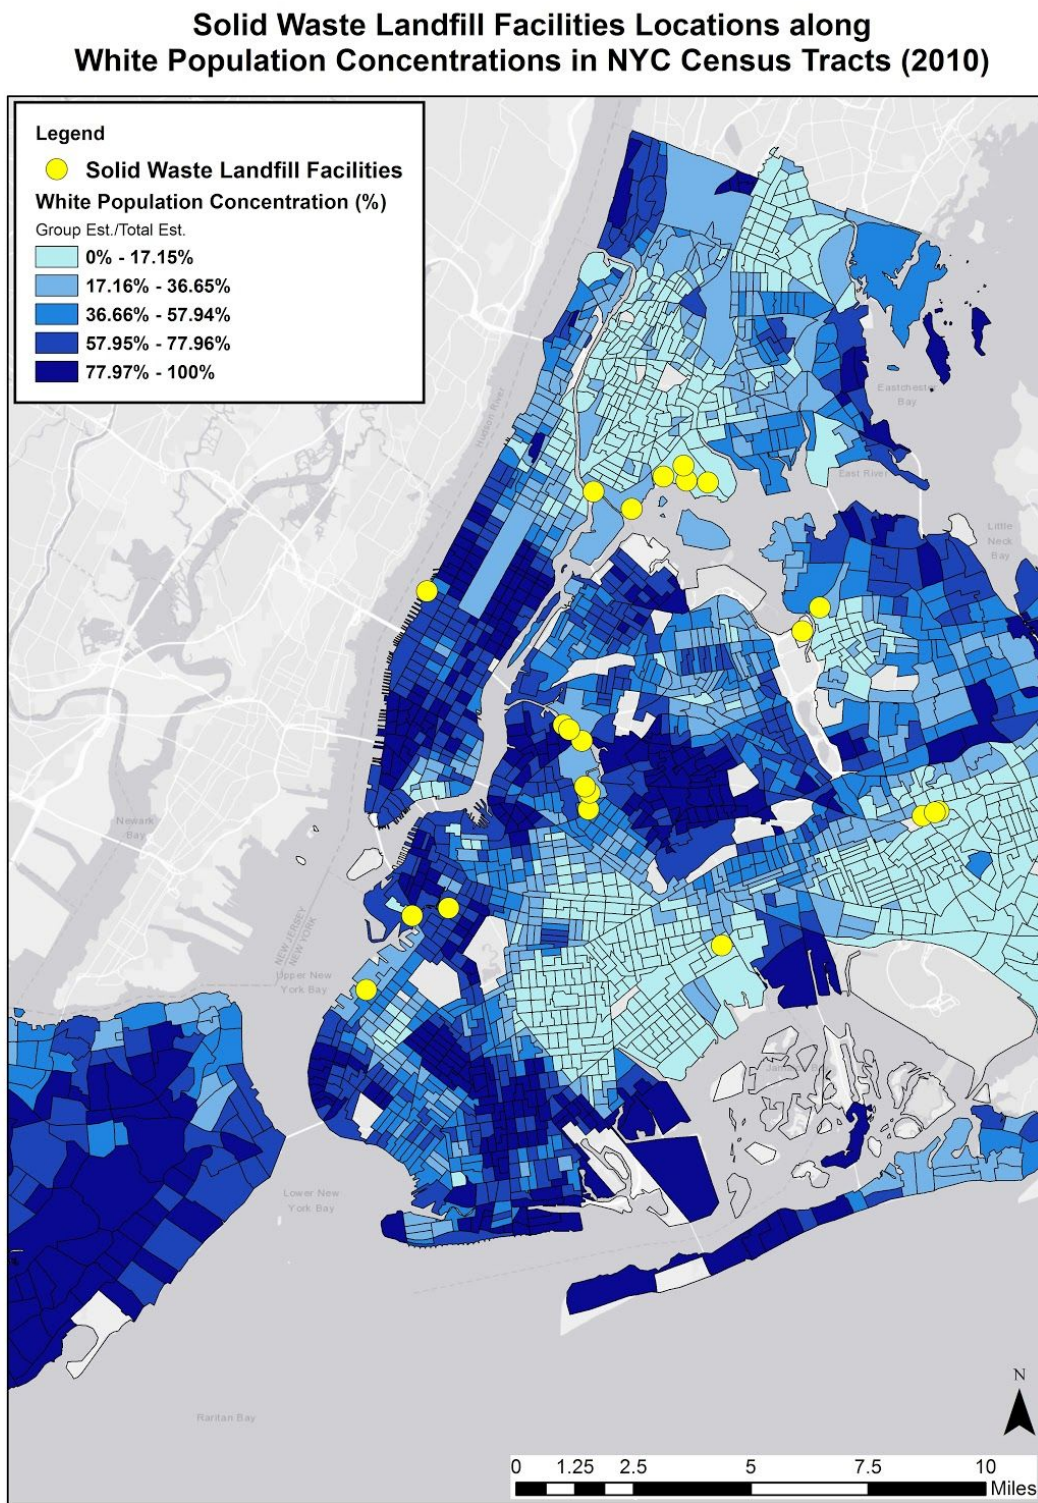 Solid Waste Landfill Facilities Locations along
White Population Concentrations in NYC Census Tracts (2010)
Legend
Solid Waste Landfill Facilities
White Population Concentration (%)
Group Est./Total Est.
0% - 17.15%
17.16% - 36.65%
36.66% - 57.94%
57.95% - 77.96%
77.97% - 100%
Hudson River
Eastchester
Bay
East River
Little
Neck
Bay
Newark
Bay
NEW JERSEY
NEW YORK
Upper New
York Bay
Lower New
York Bay
Raritan Bay
N
0 1.25 2.5 5 7.5 10
Miles